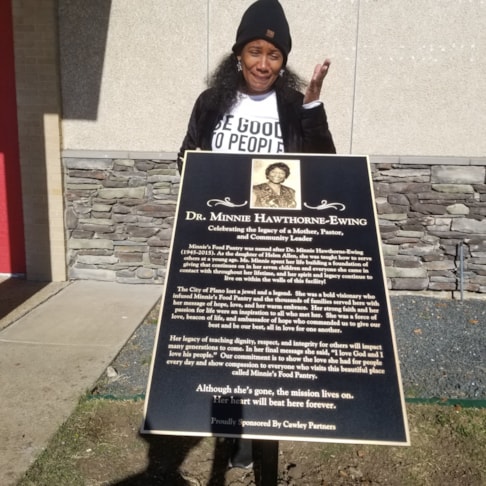 BE GOOD
TO PEOPLE
DR. MINNIE HAWTHORNE-EWING
Celebrating the legacy of a Mother, Pastor,
and Community Leader
Minnie's Food Pantry was named after Dr. Minnie Hawthorne-Ewing
(1945-2015). As the daughter of Helen Allen, she was taught how to serve
others at a young age. Ms. Minnie spent her life building a foundation of
giving that continues on in her seven children and everyone she came in
contact with throughout her lifetime, and her spirit and legacy continue to
live on within the walls of this facility!
The City of Plano lost a jewel and a legend. She was a bold visionary who
infused Minnie's Food Pantry and the thousands of families served here with
her message of hope, love, and her warm embrace. Her strong faith and her
passion for life were an inspiration to all who met her. She was a force of
love, beacon of life, and ambassador of hope who commanded us to give our
best and be our best, all in love for one another.
Her legacy of teaching dignity, respect, and integrity for others will impact
many generations to come. In her final message she said, "I love God and I
love his people." Our commitment is to show the love she had for people
every day and show compassion to everyone who visits this beautiful place
called Minnie's Food Pantry.
Although she's gone, the mission lives on.
Her heart will beat here forever.
Proudly Sponsored By Cawley Partners